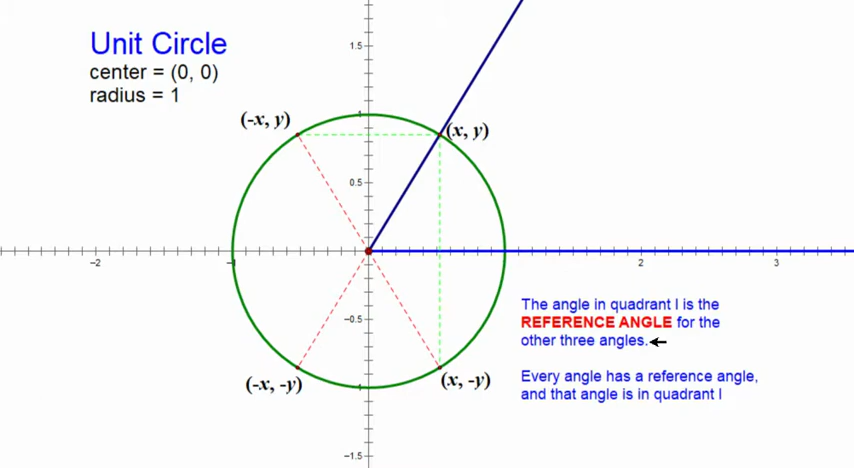 Unit Circle
center = (0, 0)
radius = 1
1.5
(-x, y)
1
(x, y)
0.5
-2
-1
2
3
-0.5
The angle in quadrant I is the
REFERENCE ANGLE for the
other three angles.
(-x, -y)
(x, -y)
Every angle has a reference angle,
and that angle is in quadrant I
-1.5